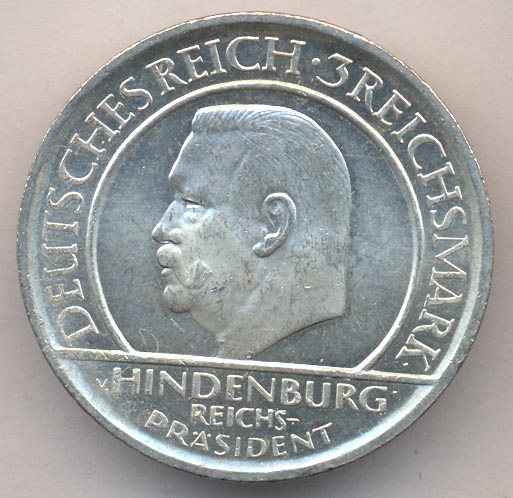 DEUTSCHES REICH · 3 REICHSMARK ·
v. HINDENBURG
REICHS-
PRÄSIDENT